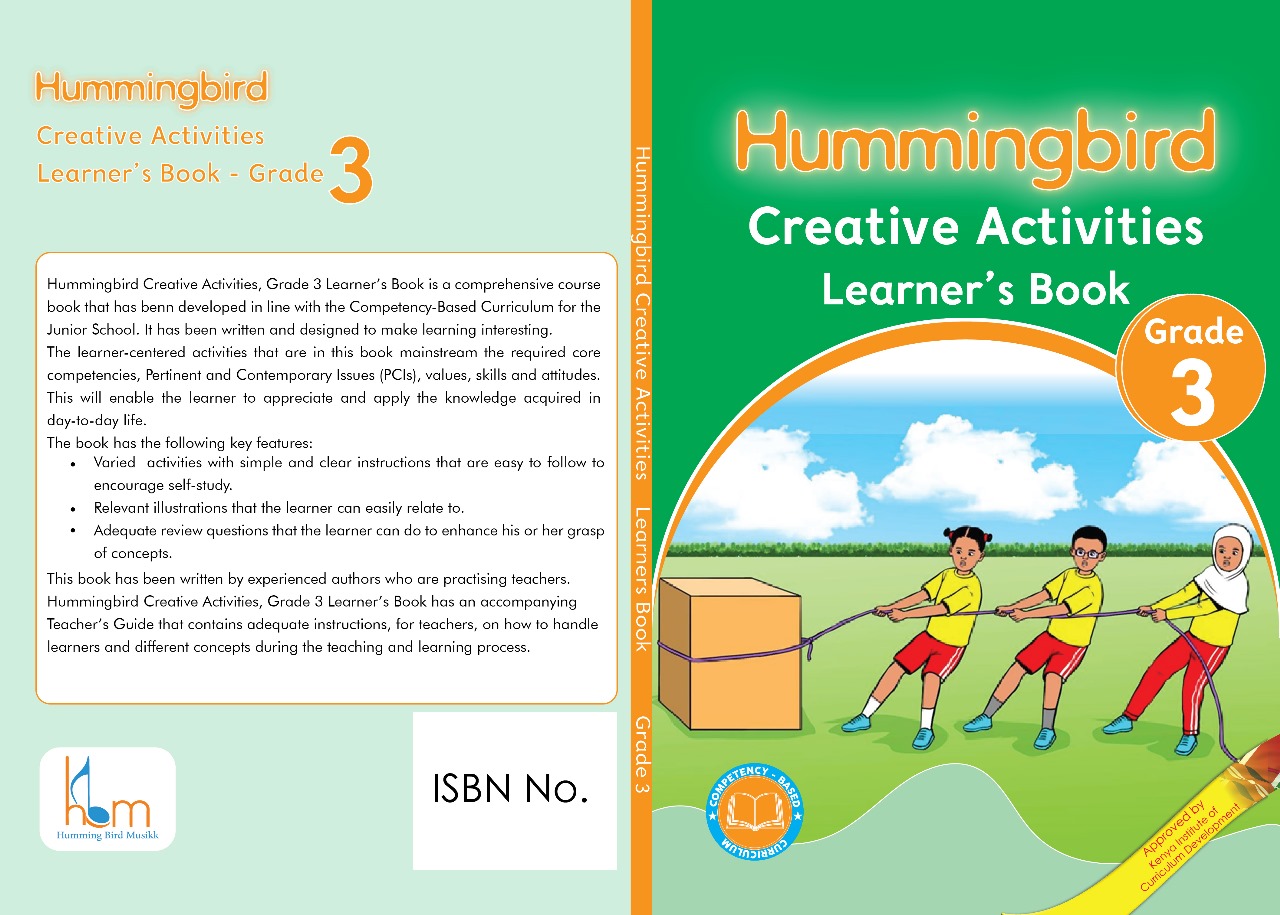 Hummingbird
Creative Activities
Learner's Book - Grade 3
Hummingbird Creative Activities, Grade 3 Learner's Book is a comprehensive course
book that has benn developed in line with the Competency-Based Curriculum for the
Junior School. It has been written and designed to make learning interesting.
The learner-centered activities that are in this book mainstream the required core
competencies, Pertinent and Contemporary Issues (PCIs), values, skills and attitudes.
This will enable the learner to appreciate and apply the knowledge acquired in
day-to-day life.
The book has the following key features:
• Varied activities with simple and clear instructions that are easy to follow to
encourage self-study.
• Relevant illustrations that the learner can easily relate to.
• Adequate review questions that the learner can do to enhance his or her grasp
of concepts.
This book has been written by experienced authors who are practising teachers.
Hummingbird Creative Activities, Grade 3 Learner's Book has an accompanying
Teacher's Guide that contains adequate instructions, for teachers, on how to handle
learners and different concepts during the teaching and learning process.
hbm
Humming Bird Musikk
ISBN No.
Hummingbird Creative Activities Learners Book Grade 3
Hummingbird
Creative Activities
Learner's Book
Grade
3
COMPETENCY - BASED
CURRICULUM
Approved by
Kenya Institute of
Curriculum Development